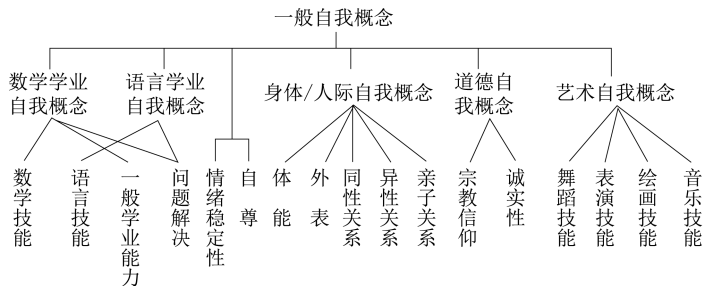 一般自我概念
数学学业
自我概念
语言学业
自我概念
身体/人际自我概念
道德自
我概念
艺术自我概念
数学技能
语言技能
一般学业能力
问题解决
情绪稳定性
自尊
体能
外表
同性关系
异性关系
亲子关系
宗教信仰
诚实性
舞蹈技能
表演技能
绘画技能
音乐技能